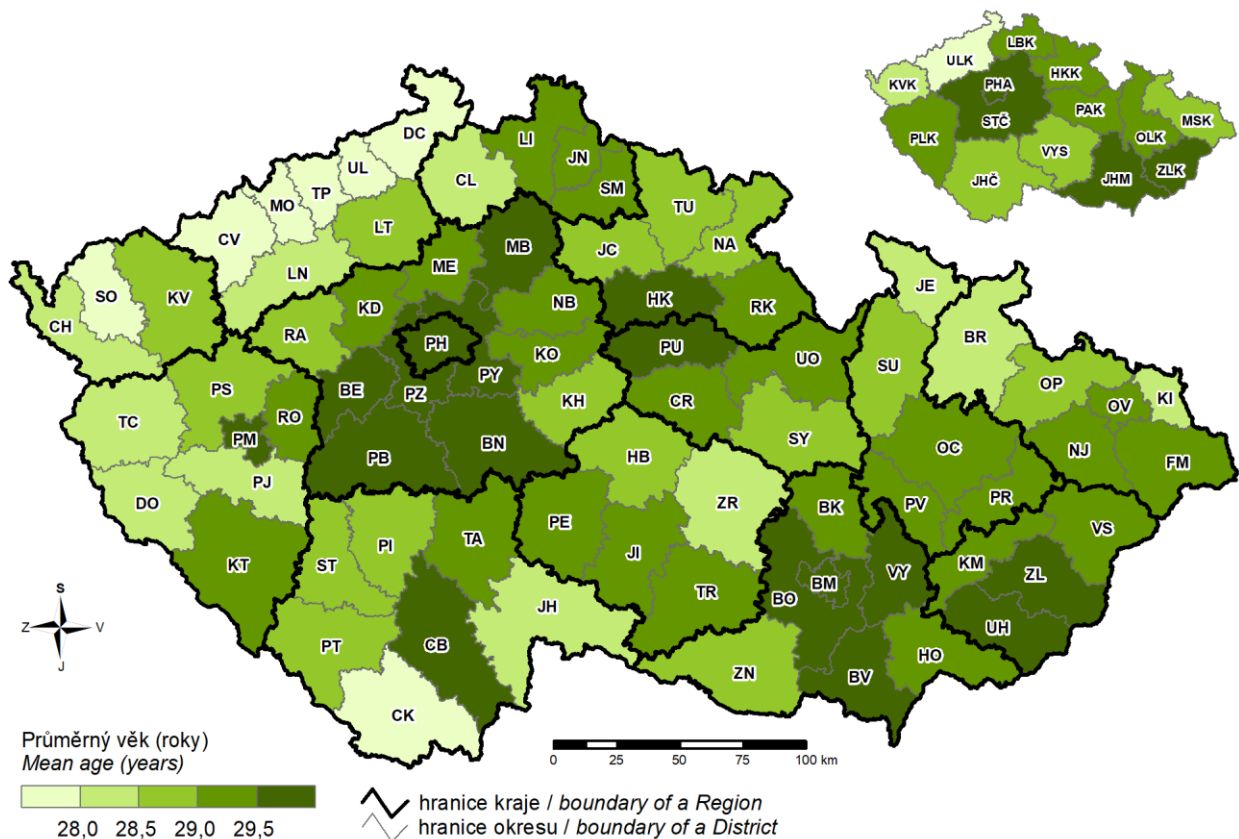 LBK
ULK
HKK
KVK
PHA
PAK
STČ
MSK
OLK
PLK
VYS
ZLK
JHČ
JHM
DC
LI
UL
JN
CL
TP
SM
MO
TU
LT
CV
MB
NA
JC
ME
LN
SO
KV
JE
KD
NB
HK
RK
CH
RA
BR
PH
PU
KO
UO
SU
PY
OP
BE
PZ
PS
KI
KH
CR
OV
RO
TC
PM
SY
OC
BN
NJ
HB
PB
FM
PJ
PR
DO
ZR
PV
BK
PE
VS
TA
PI
JI
KM
ST
KT
VY
ZL
BM
TR
BO
JH
UH
PT
CB
HO
ZN
BV
CK
S
Z V
J
Průměrný věk (roky)
Mean age (years)
28,0 28,5 29,0 29,5
0 25 50 75 100 km
hranice kraje / boundary of a Region
hranice okresu / boundary of a District